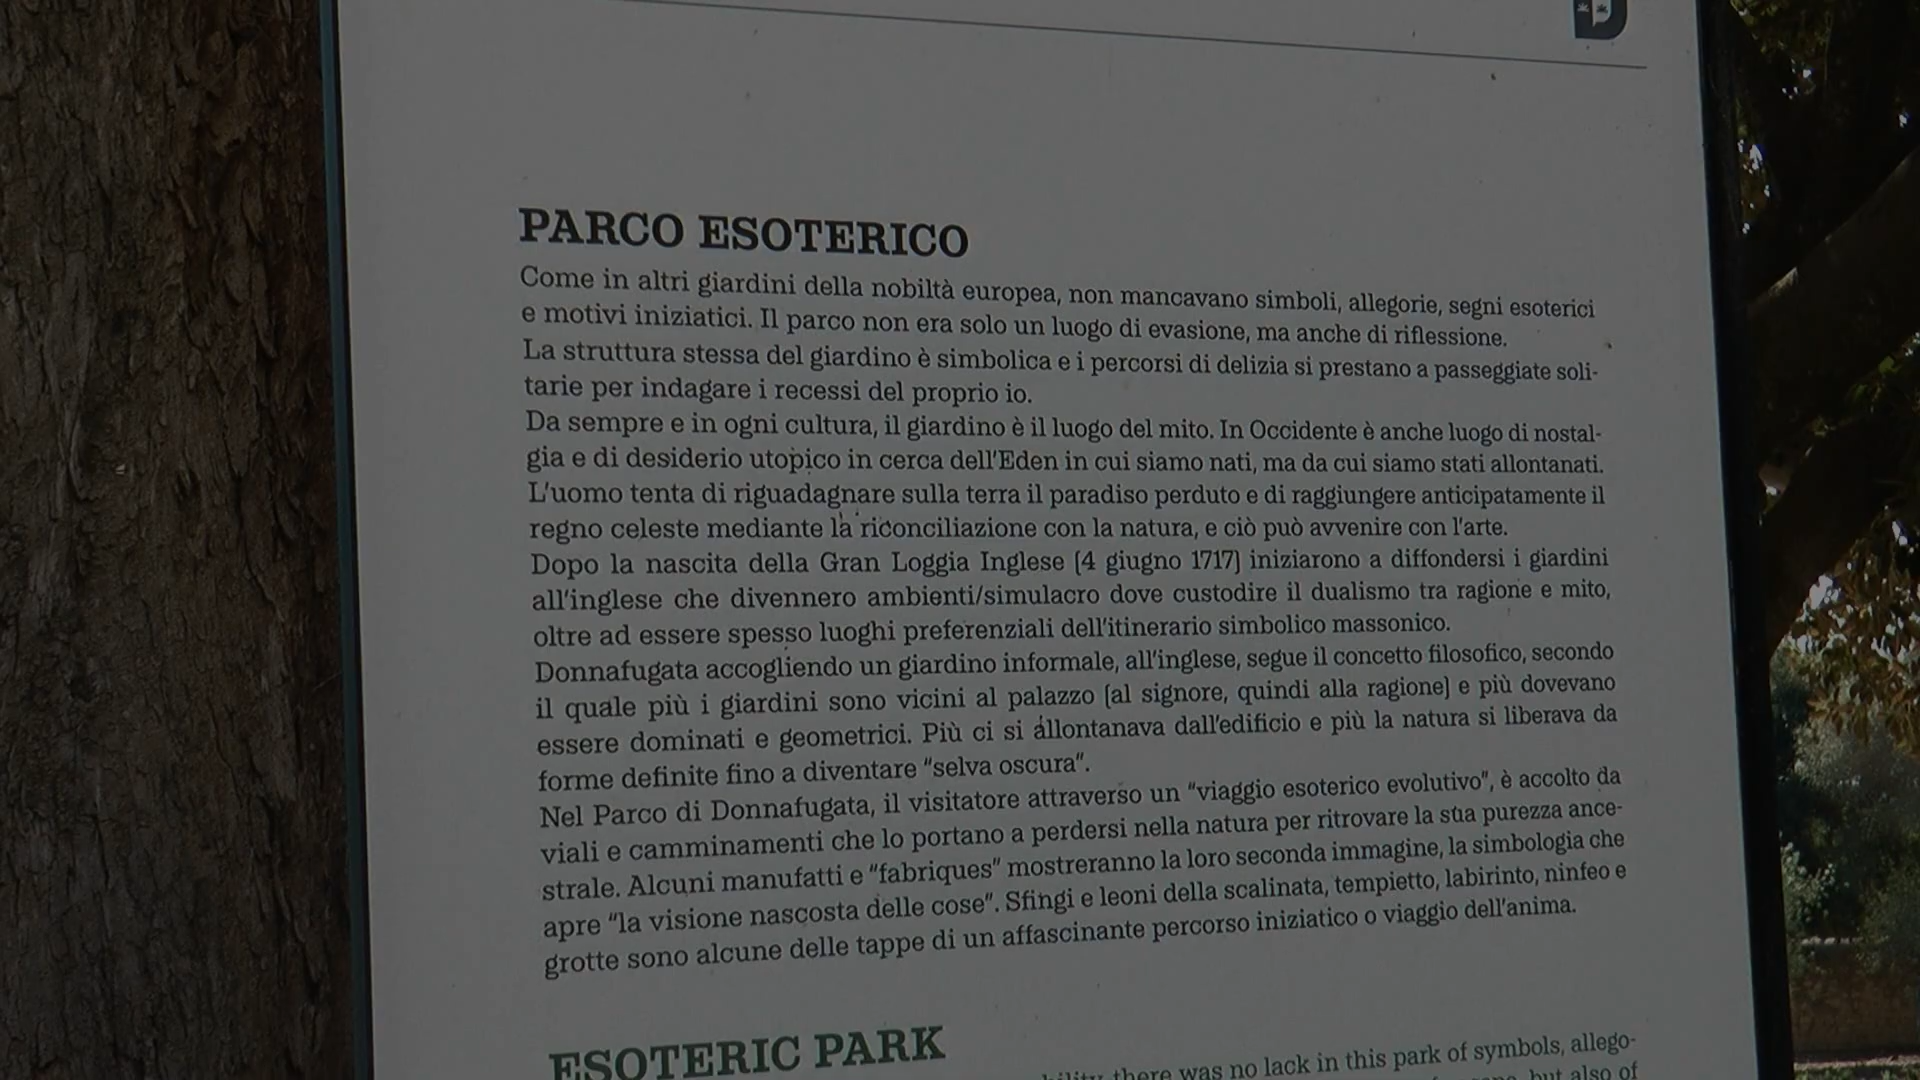 PARCO ESOTERICO
Come in altri giardini della nobiltà europea, non mancavano simboli, allegorie, segni esoterici
e motivi iniziatici. Il parco non era solo un luogo di evasione, ma anche di riflessione.
La struttura stessa del giardino è simbolica e i percorsi di delizia si prestano a passeggiate soli-
tarie per indagare i recessi del proprio io.
Da sempre e in ogni cultura, il giardino è il luogo del mito. In Occidente è anche luogo di nostal-
gia e di desiderio utopico in cerca dell'Eden in cui siamo nati, ma da cui siamo stati allontanati.
L'uomo tenta di riguadagnare sulla terra il paradiso perduto e di raggiungere anticipatamente il
regno celeste mediante la riconciliazione con la natura, e ciò può avvenire con l'arte.
Dopo la nascita della Gran Loggia Inglese (4 giugno 1717) iniziarono a diffondersi i giardini
all'inglese che divennero ambienti/simulacro dove custodire il dualismo tra ragione e mito,
oltre ad essere spesso luoghi preferenziali dell'itinerario simbolico massonico.
Donnafugata accogliendo un giardino informale, all'inglese, segue il concetto filosofico, secondo
il quale più i giardini sono vicini al palazzo (al signore, quindi alla ragione) e più dovevano
essere dominati e geometrici. Più ci si allontanava dall'edificio e più la natura si liberava da
forme definite fino a diventare "selva oscura".
Nel Parco di Donnafugata, il visitatore attraverso un "viaggio esoterico evolutivo", è accolto da
viali e camminamenti che lo portano a perdersi nella natura per ritrovare la sua purezza ance-
strale. Alcuni manufatti e "fabriques" mostreranno la loro seconda immagine, la simbologia che
apre "la visione nascosta delle cose". Sfingi e leoni della scalinata, tempietto, labirinto, ninfeo e
grotte sono alcune delle tappe di un affascinante percorso iniziatico o viaggio dell'anima.
ESOTERIC PARK
there was no lack in this park of symbols, allego-
but also of